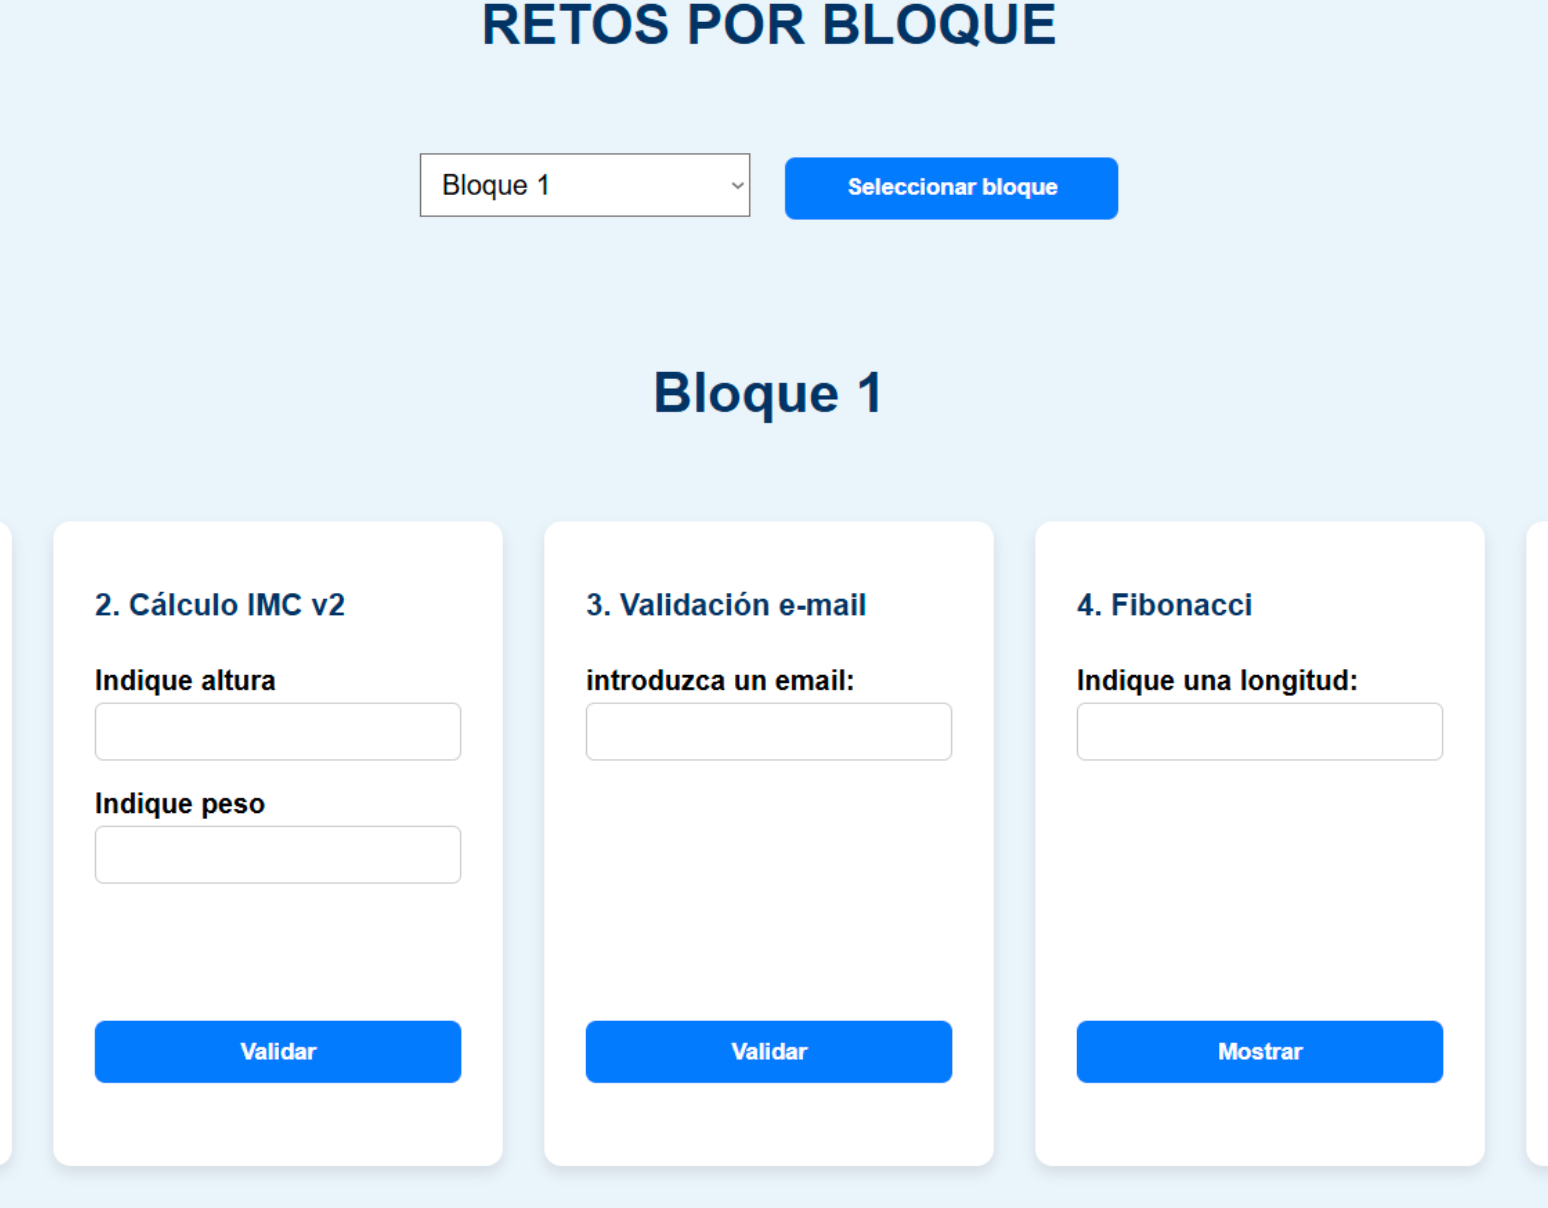 RETOS POR BLOQUE
Bloque 1
Seleccionar bloque
Bloque 1
2. Cálculo IMC v2
Indique altura
Indique peso
Validar
3. Validación e-mail
introduzca un email:
Validar
4. Fibonacci
Indique una longitud:
Mostrar